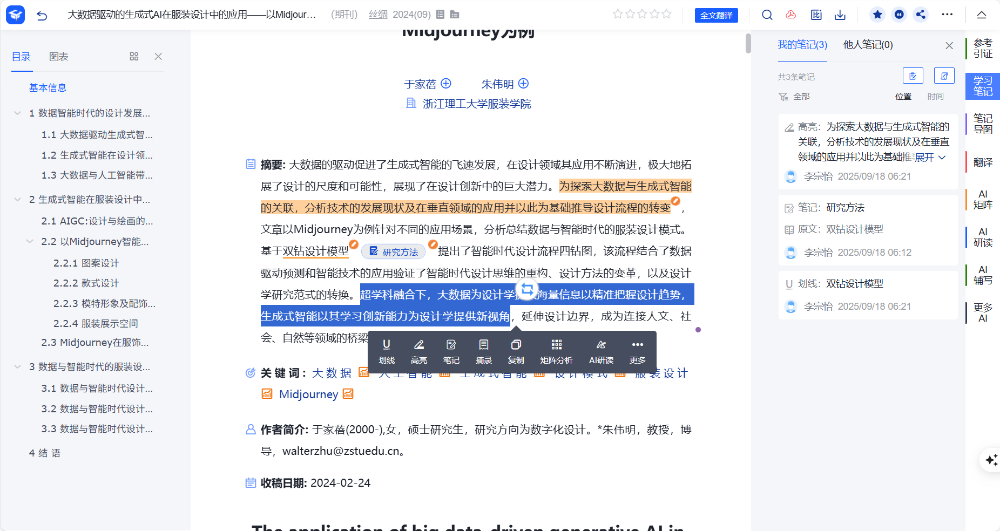 大数据驱动的生成式AI在服装设计中的应用——以Midjour… (期刊) 丝绸 2024(09) 全文翻译
目录 图表
基本信息
1 数据智能时代的设计发展...
1.1 大数据驱动生成式智...
1.2 生成式智能在设计领...
1.3 大数据与人工智能带...
2 生成式智能在服装设计中...
2.1 AIGC:设计与绘画的...
2.2 以Midjourney智能...
2.2.1 图案设计
2.2.2 款式设计
2.2.3 模特形象及配饰...
2.2.4 服装展示空间
2.3 Midjourney在服饰...
3 数据与智能时代的服装设...
3.1 数据与智能时代设计...
3.2 数据与智能时代设计...
3.3 数据与智能时代设计...
4 结 语
Midjourney为例
于家蓓 朱伟明
浙江理工大学服装学院
摘要: 大数据的驱动促进了生成式智能的飞速发展，在设计领域其应用不断演进，极大地拓
展了设计的尺度和可能性，展现了在设计创新中的巨大潜力。为探索大数据与生成式智能
的关联，分析技术的发展现状及在垂直领域的应用并以此为基础推导设计流程的转变，
文章以Midjourney为例针对不同的应用场景，分析总结数据与智能时代的服装设计模式。
基于双钻设计模型 研究方法 提出了智能时代设计流程四钻图，该流程结合了数据
驱动预测和智能技术的应用验证了智能时代设计思维的重构、设计方法的变革，以及设计
学研究范式的转换。超学科融合下，大数据为设计学 海量信息以精准把握设计趋势，
生成式智能以其学习创新能力为设计学提供新视角，延伸设计边界，成为连接人文、社
会、自然等领域的桥梁
划线 高亮 笔记 摘录 复制 矩阵分析 AI研读 更多
关键词: 大数据 人工智能 生成式智能 设计模式 服装设计
Midjourney
作者简介: 于家蓓(2000-),女，硕士研究生，研究方向为数字化设计。*朱伟明，教授，博
导，walterzhu@zstuedu.cn。
收稿日期: 2024-02-24
The application of big data-driven generative AI in
我的笔记(3) 他人笔记(0)
共3条笔记
全部 位置 时间
高亮: 为探索大数据与生成式智能的
关联，分析技术的发展现状及在垂直
领域的应用并以此为基础推 展开
李宗怡 2025/09/18 06:21
笔记: 研究方法
原文: 双钻设计模型
李宗怡 2025/09/18 06:12
划线: 双钻设计模型
李宗怡 2025/09/18 06:21
参考
引证
学习
笔记
笔记
导图
翻译
AI
矩阵
AI
研读
AI
辅写
更多
AI